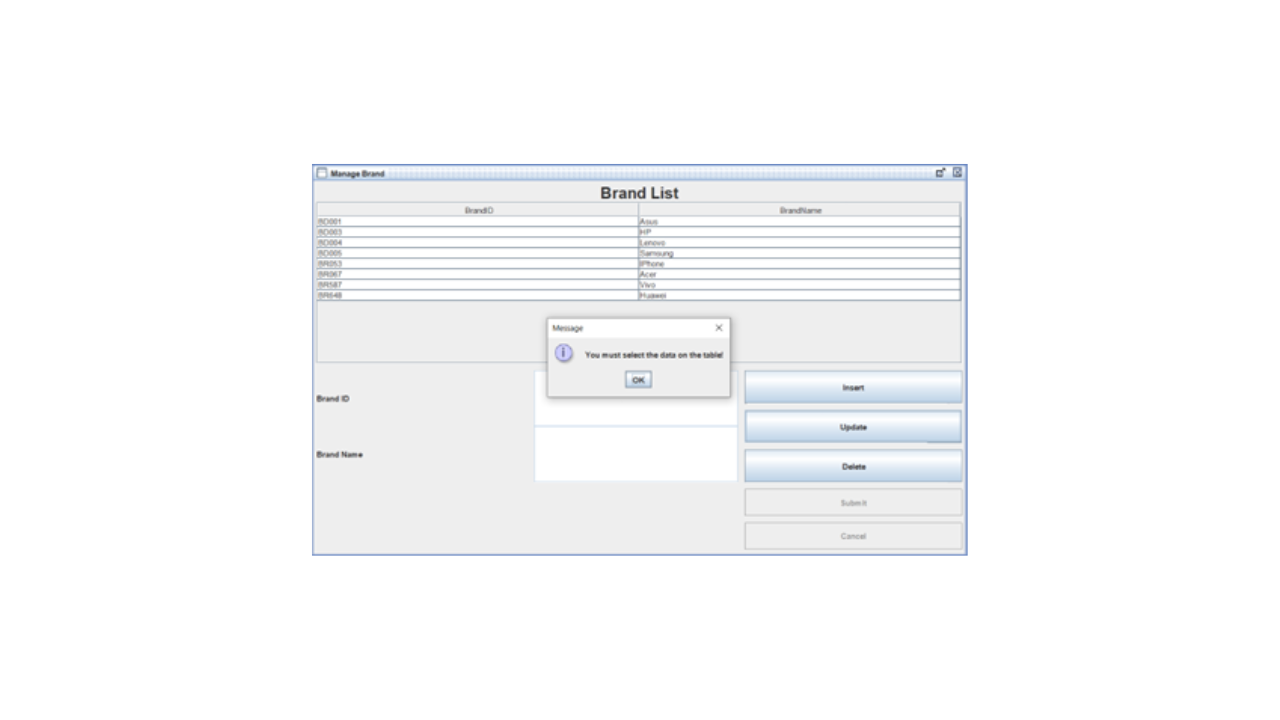 Manage Brand
Brand List
BrandID BrandName
BD001 Asus
BD003 HP
BD004 Lenovo
BD005 Samsung
BR053 IPhone
BR067 Acer
BR587 Vivo
BR648 Huawei
Message
You must select the data on the table!
OK
Brand ID
Brand Name
Insert
Update
Delete
Submit
Cancel